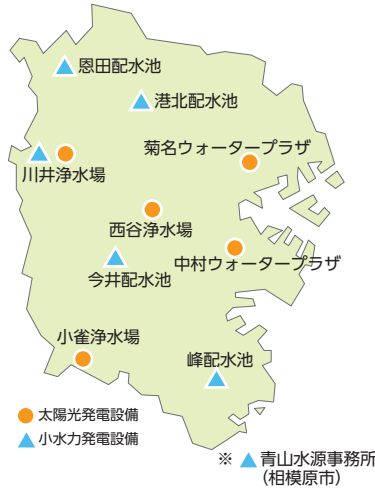 恩田配水池
港北配水池
菊名ウォータープラザ
川井浄水場
西谷浄水場
中村ウォータープラザ
今井配水池
小雀浄水場
峰配水池
太陽光発電設備
小水力発電設備
※ 青山水源事務所
(相模原市)